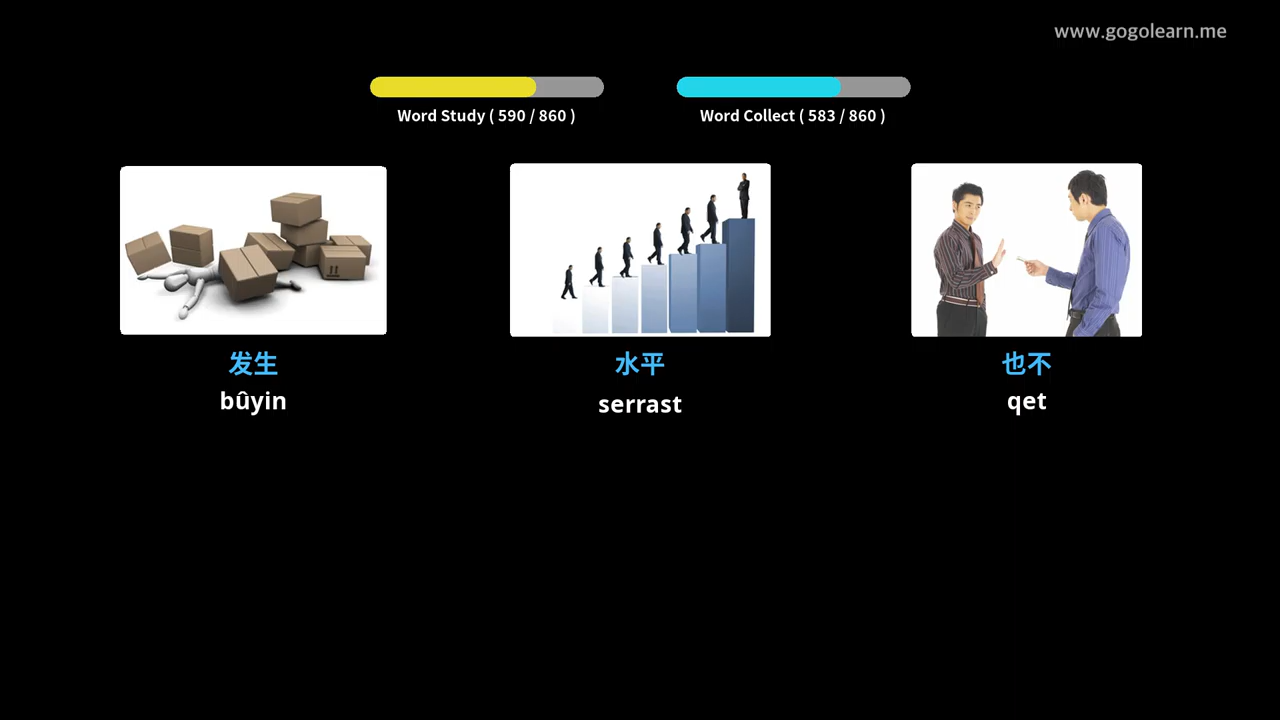 www.gogolearn.me
Word Study ( 590 / 860 )
Word Collect ( 583 / 860 )
发生
bûyin
水平
serrast
也不
qet